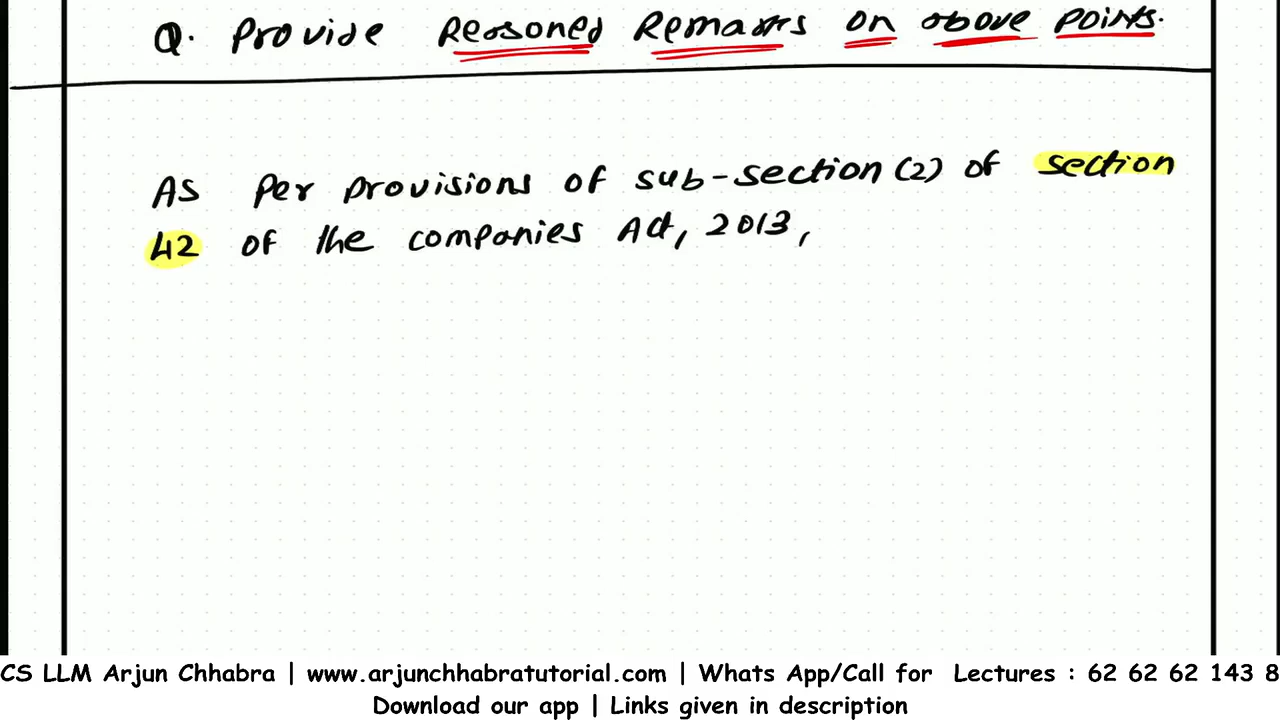 Q. Provide Reasoned Remarks on above points.
As per provisions of sub-section (2) of section
42 of the companies Act, 2013,
CS LLM Arjun Chhabra | www.arjunchhabratutorial.com | Whats App/Call for Lectures : 62 62 62 143 8
Download our app | Links given in description